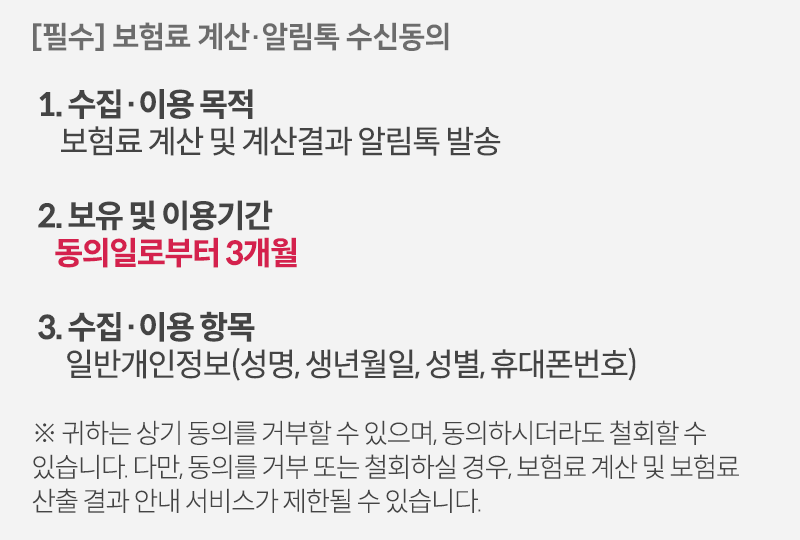 [필수] 보험료 계산·알림톡 수신동의
1. 수집·이용 목적
보험료 계산 및 계산결과 알림톡 발송
2. 보유 및 이용기간
동의일로부터 3개월
3. 수집·이용 항목
일반개인정보(성명, 생년월일, 성별, 휴대폰번호)
※ 귀하는 상기 동의를 거부할 수 있으며, 동의하시더라도 철회할 수
있습니다. 다만, 동의를 거부 또는 철회하실 경우, 보험료 계산 및 보험료
산출 결과 안내 서비스가 제한될 수 있습니다.